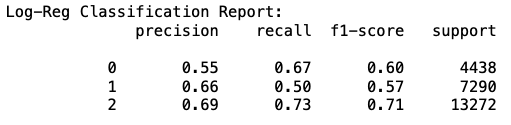 Log-Reg Classification Report:
precision recall f1-score support
0 0.55 0.67 0.60 4438
1 0.66 0.50 0.57 7290
2 0.69 0.73 0.71 13272